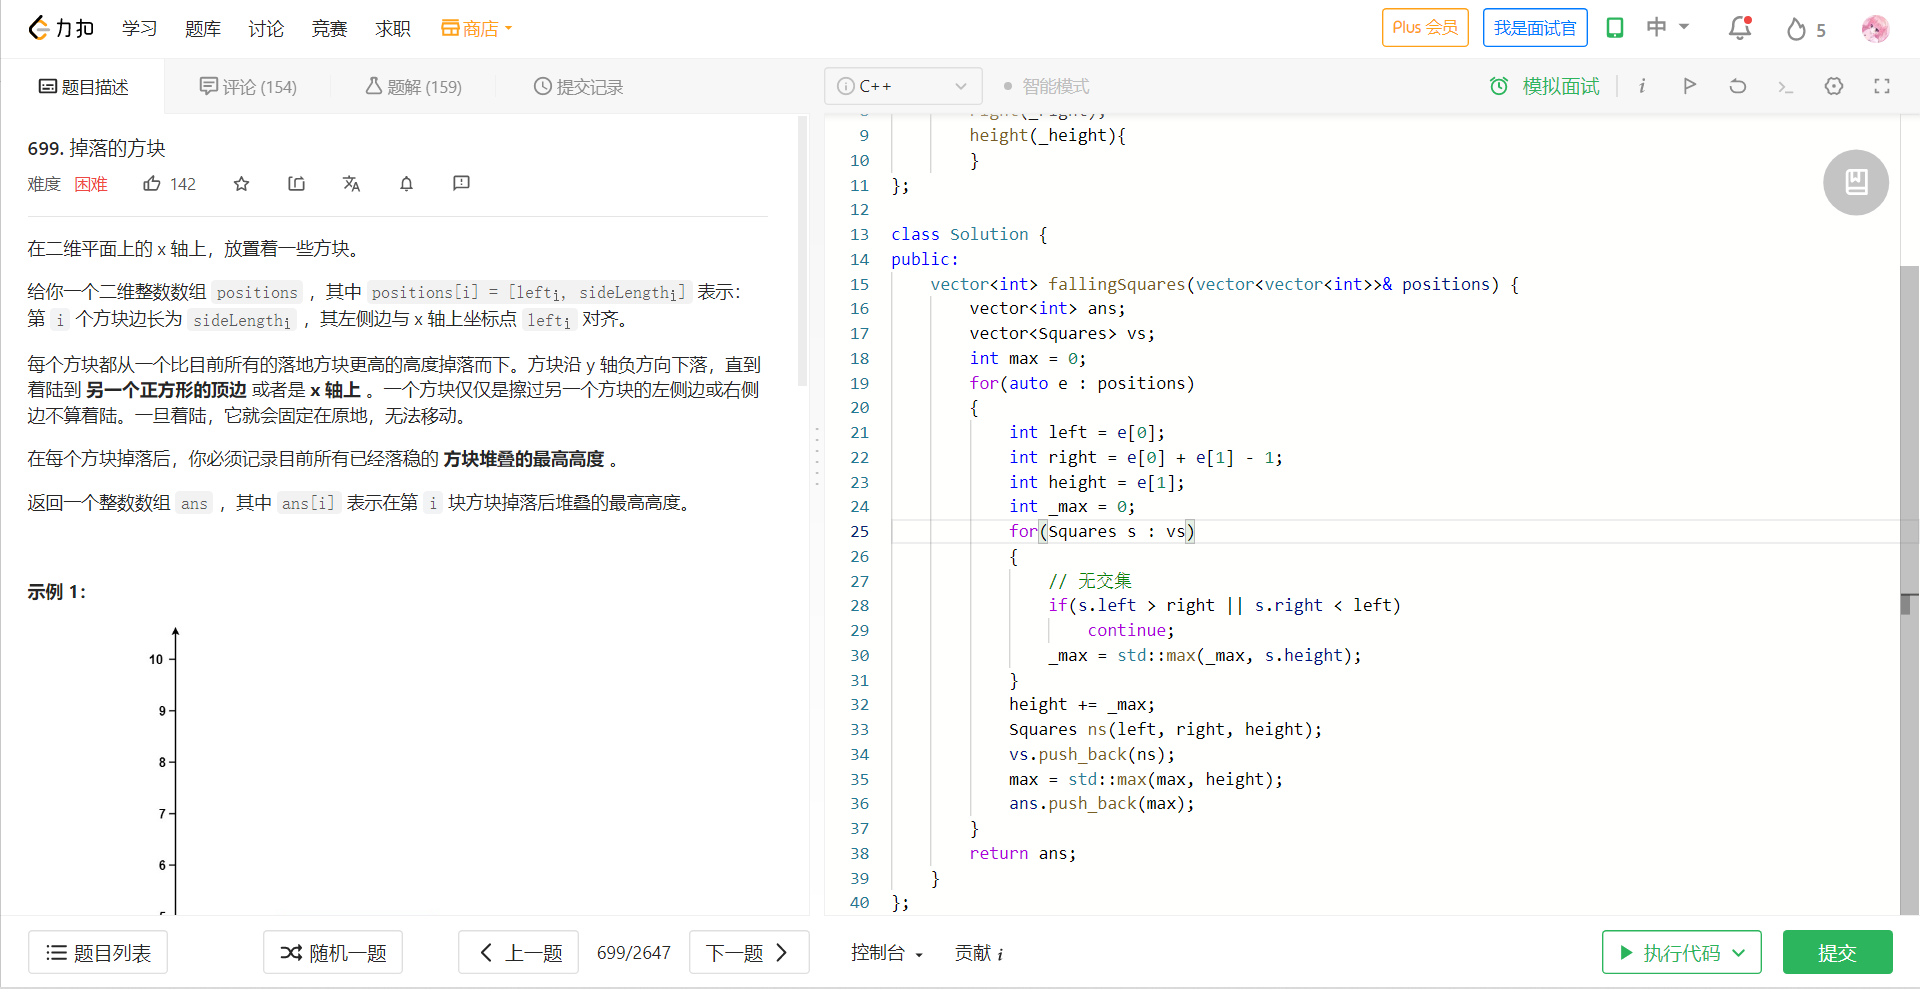 力扣 学习 题库 讨论 竞赛 求职 商店 Plus 会员 我是面试官 中 5
题目描述 评论 (154) 题解 (159) 提交记录
699. 掉落的方块
难度 困难 142
在二维平面上的 x 轴上，放置着一些方块。
给你一个二维整数数组 positions ，其中 positions[i] = [lefti, sideLengthi] 表示：
第 i 个方块边长为 sideLengthi ，其左侧边与 x 轴上坐标点 lefti 对齐。
每个方块都从一个比目前所有的落地方块更高的高度掉落而下。方块沿 y 轴负方向下落，直到
着陆到 另一个正方形的顶边 或者是 x 轴上 。一个方块仅仅是擦过另一个方块的左侧边或右侧
边不算着陆。一旦着陆，它就会固定在原地，无法移动。
在每个方块掉落后，你必须记录目前所有已经落稳的 方块堆叠的最高高度 。
返回一个整数数组 ans ，其中 ans[i] 表示在第 i 块方块掉落后堆叠的最高高度。
示例 1：
10
9
8
7
6
题目列表 随机一题 上一题 699/2647 下一题
C++ 智能模式 模拟面试 i
9 height(_height){
10 }
11 };
12
13 class Solution {
14 public:
15 vector<int> fallingSquares(vector<vector<int>>& positions) {
16 vector<int> ans;
17 vector<Squares> vs;
18 int max = 0;
19 for(auto e : positions)
20 {
21 int left = e[0];
22 int right = e[0] + e[1] - 1;
23 int height = e[1];
24 int _max = 0;
25 for(Squares s : vs)
26 {
27 // 无交集
28 if(s.left > right || s.right < left)
29 continue;
30 _max = std::max(_max, s.height);
31 }
32 height += _max;
33 Squares ns(left, right, height);
34 vs.push_back(ns);
35 max = std::max(max, height);
36 ans.push_back(max);
37 }
38 return ans;
39 }
40 };
控制台 贡献 i 执行代码 提交